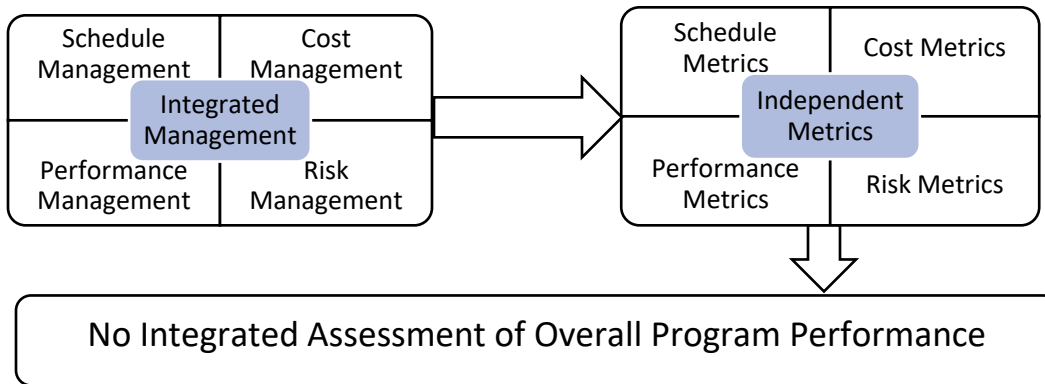 Schedule
Management
Cost
Management
Integrated
Management
Performance
Management
Risk
Management
Schedule
Metrics
Cost Metrics
Independent
Metrics
Performance
Metrics
Risk Metrics
No Integrated Assessment of Overall Program Performance